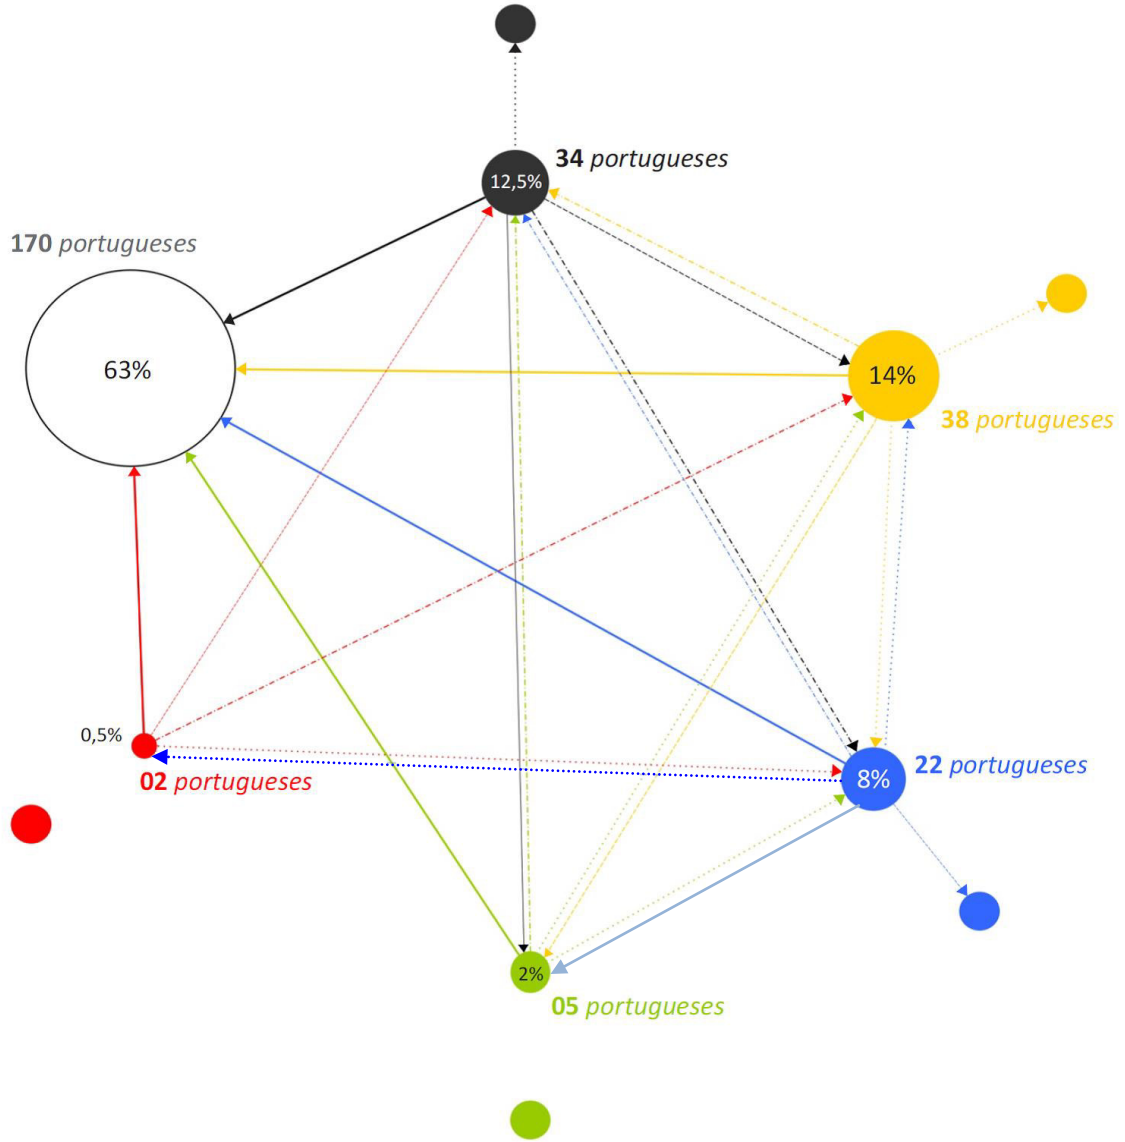 34 portugueses
12,5%
170 portugueses
63%
14%
38 portugueses
0,5%
02 portugueses
22 portugueses
8%
2%
05 portugueses